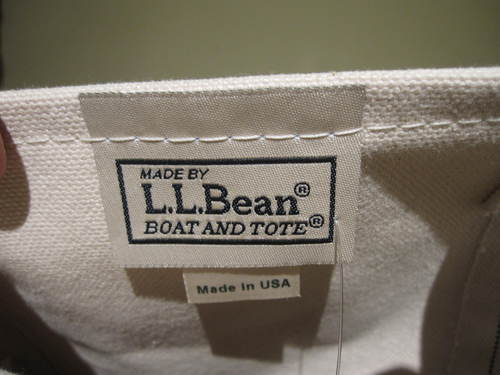 MADE BY
L.L.Bean®
BOAT AND TOTE®
Made in USA